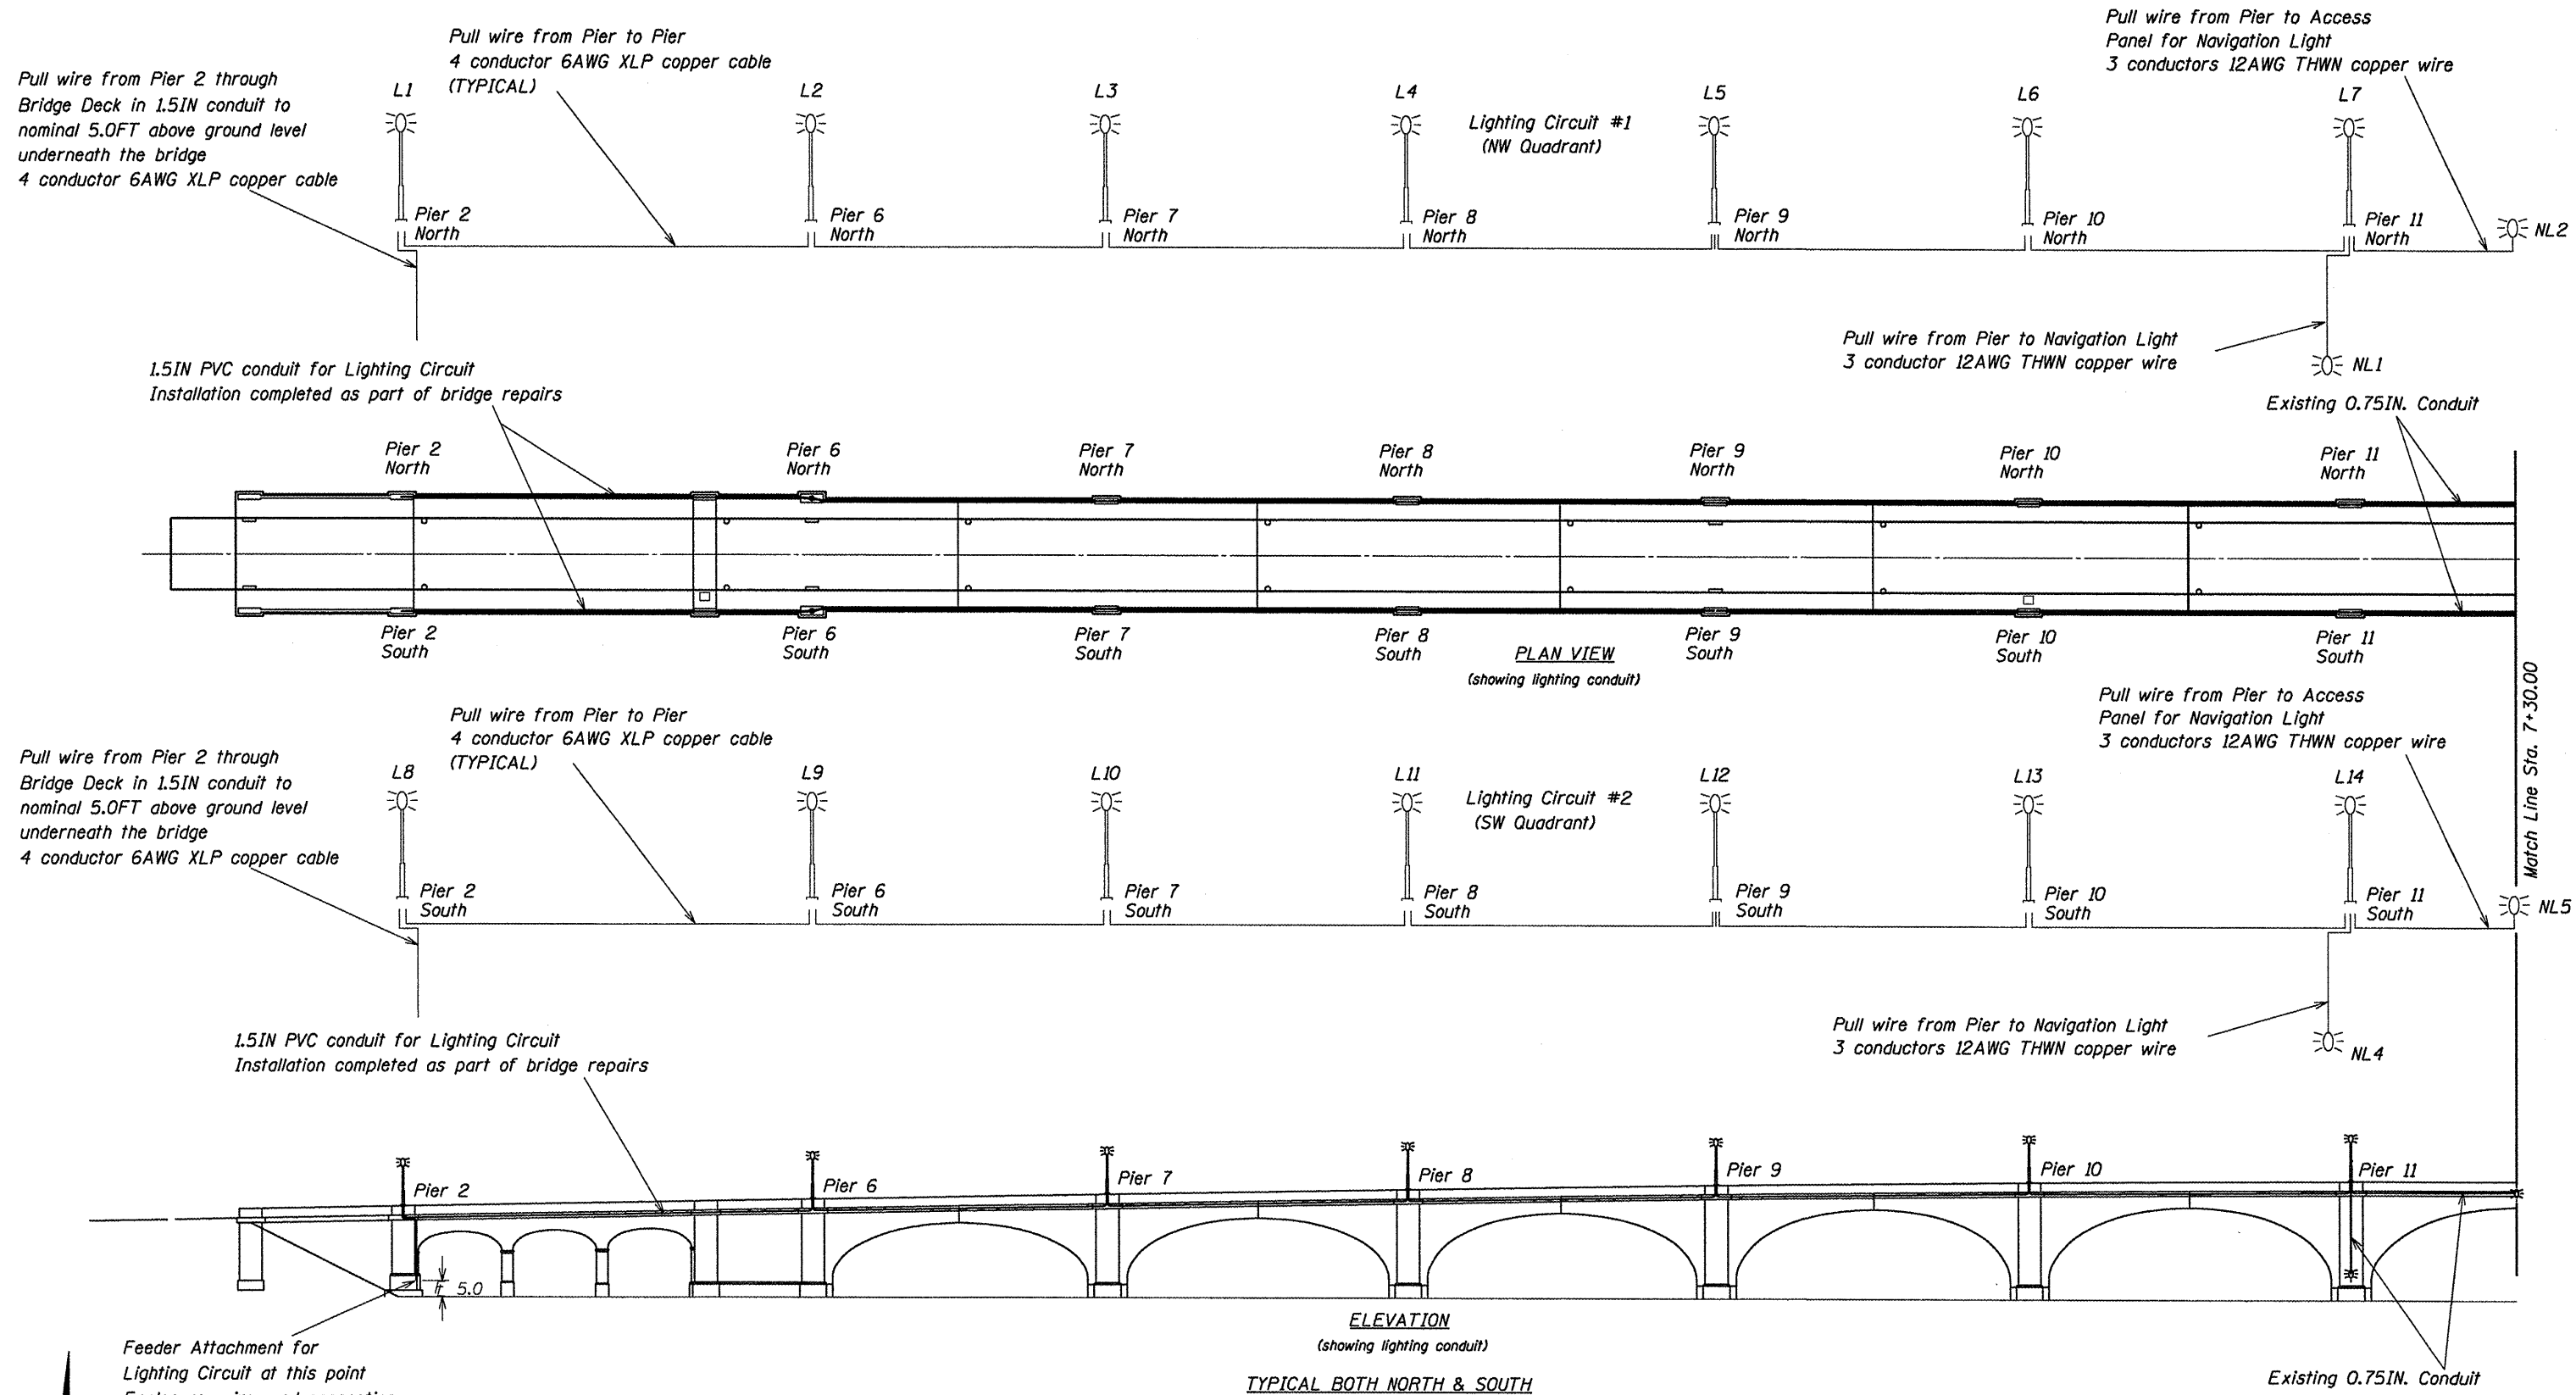 Pull wire from Pier 2 through
Bridge Deck in 1.5IN conduit to
nominal 5.0FT above ground level
underneath the bridge
4 conductor 6AWG XLP copper cable
Pull wire from Pier to Pier
4 conductor 6AWG XLP copper cable
(TYPICAL)
Pull wire from Pier to Access
Panel for Navigation Light
3 conductors 12AWG THWN copper wire
L1
L2
L3
L4
L5
L6
L7
Lighting Circuit #1
(NW Quadrant)
Pier 2
North
Pier 6
North
Pier 7
North
Pier 8
North
Pier 9
North
Pier 10
North
Pier 11
North
NL2
Pull wire from Pier to Navigation Light
3 conductor 12AWG THWN copper wire
NL1
1.5IN PVC conduit for Lighting Circuit
Installation completed as part of bridge repairs
Existing 0.75IN. Conduit
Pier 2
North
Pier 6
North
Pier 7
North
Pier 8
North
Pier 9
North
Pier 10
North
Pier 11
North
Pier 2
South
Pier 6
South
Pier 7
South
Pier 8
South
Pier 9
South
Pier 10
South
Pier 11
South
PLAN VIEW
(showing lighting conduit)
Match Line Sta. 7+30.00
Pull wire from Pier 2 through
Bridge Deck in 1.5IN conduit to
nominal 5.0FT above ground level
underneath the bridge
4 conductor 6AWG XLP copper cable
Pull wire from Pier to Pier
4 conductor 6AWG XLP copper cable
(TYPICAL)
Pull wire from Pier to Access
Panel for Navigation Light
3 conductors 12AWG THWN copper wire
L8
L9
L10
L11
L12
L13
L14
Lighting Circuit #2
(SW Quadrant)
Pier 2
South
Pier 6
South
Pier 7
South
Pier 8
South
Pier 9
South
Pier 10
South
Pier 11
South
NL5
Pull wire from Pier to Navigation Light
3 conductors 12AWG THWN copper wire
NL4
1.5IN PVC conduit for Lighting Circuit
Installation completed as part of bridge repairs
Pier 2
Pier 6
Pier 7
Pier 8
Pier 9
Pier 10
Pier 11
5.0
ELEVATION
(showing lighting conduit)
TYPICAL BOTH NORTH & SOUTH
Feeder Attachment for
Lighting Circuit at this point
Existing 0.75IN. Conduit